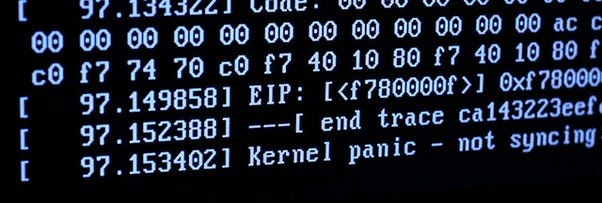 [   97.134322] Code: 00 00 00 00 00 00 00 00
00 00 00 00 00 00 00 00 00 00 00 00 00 ac c
c0 f7 74 70 c0 f7 40 10 80 f7 40 10 80 f
[   97.149858] EIP: [<f780000f>] 0xf78000
[   97.152388] ---[ end trace ca143223eef
[   97.153402] Kernel panic - not syncing